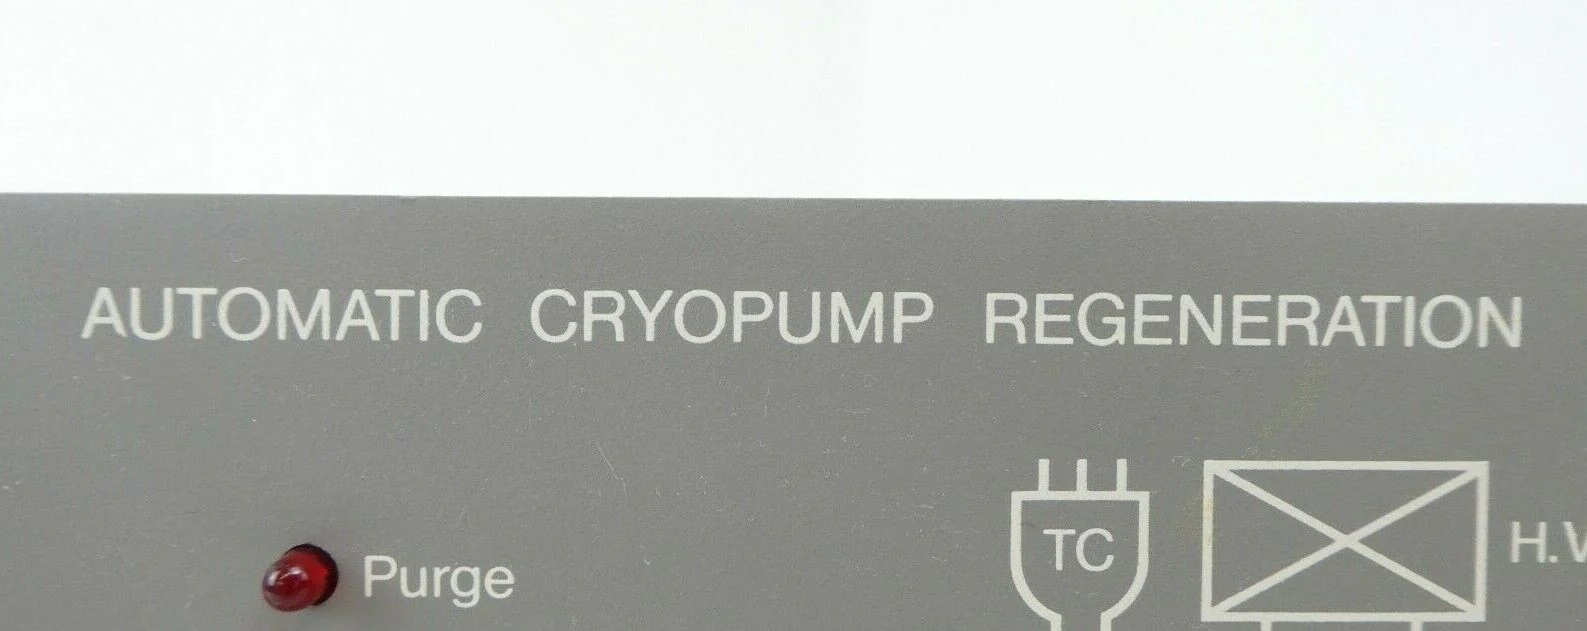 AUTOMATIC CRYOPUMP REGENERATION
TC
H.V
Purge